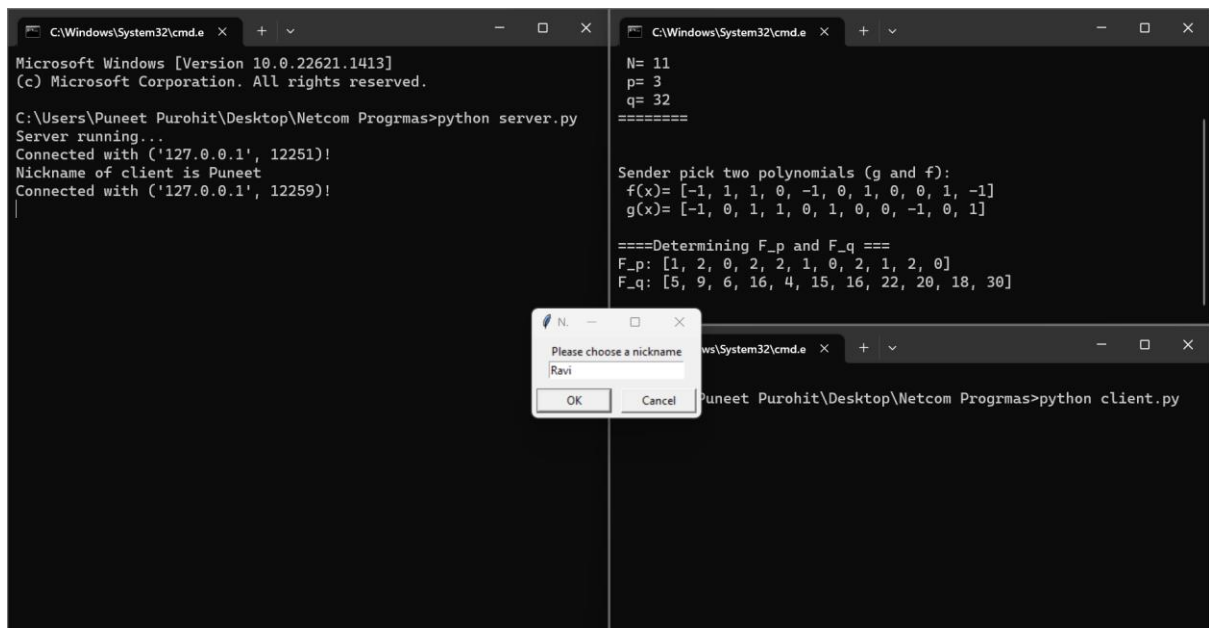 C:\Windows\System32\cmd.e
Microsoft Windows [Version 10.0.22621.1413]
(c) Microsoft Corporation. All rights reserved.
C:\Users\Puneet Purohit\Desktop\Netcom Progrmas>python server.py
Server running...
Connected with ('127.0.0.1', 12251)!
Nickname of client is Puneet
Connected with ('127.0.0.1', 12259)!
C:\Windows\System32\cmd.e
N= 11
p= 3
q= 32
========
Sender pick two polynomials (g and f):
f(x)= [-1, 1, 1, 0, -1, 0, 1, 0, 0, 1, -1]
g(x)= [-1, 0, 1, 1, 0, 1, 0, 0, -1, 0, 1]
====Determining F_p and F_q ===
F_p: [1, 2, 0, 2, 2, 1, 0, 2, 1, 2, 0]
F_q: [5, 9, 6, 16, 4, 15, 16, 22, 20, 18, 30]
N.
Please choose a nickname
Ravi
OK Cancel
ws\System32\cmd.e
Puneet Purohit\Desktop\Netcom Progrmas>python client.py